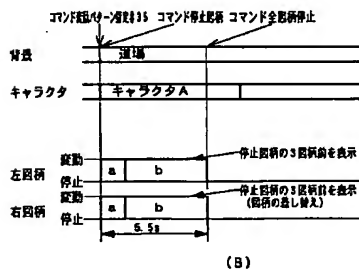 コマンド変動パターン指定#35 コマンド停止図柄 コマンド全図柄停止
背景 道場
キャラクタ キャラクタA
変動 停止図柄の3図柄前を表示
左図柄 a b
停止
変動 停止図柄の3図柄前を表示
右図柄 a b (図柄の差し替え)
停止
6.5s
(B)